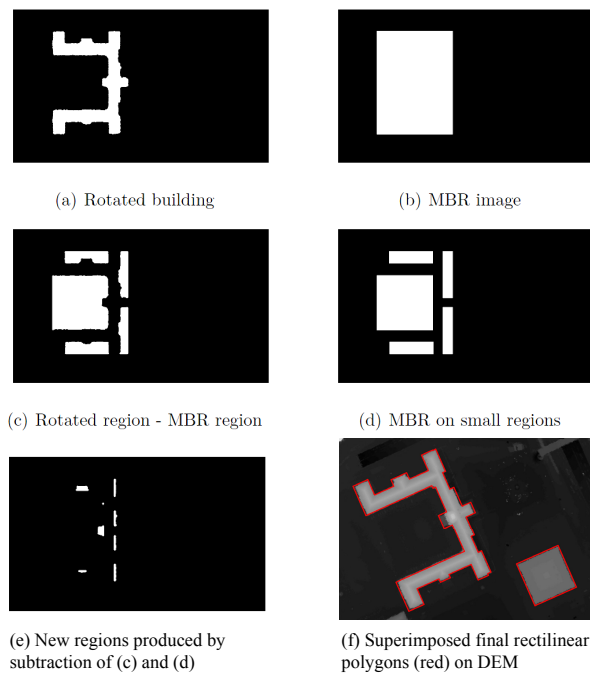 (a) Rotated building
(b) MBR image
(c) Rotated region - MBR region
(d) MBR on small regions
(e) New regions produced by
subtraction of (c) and (d)
(f) Superimposed final rectilinear
polygons (red) on DEM